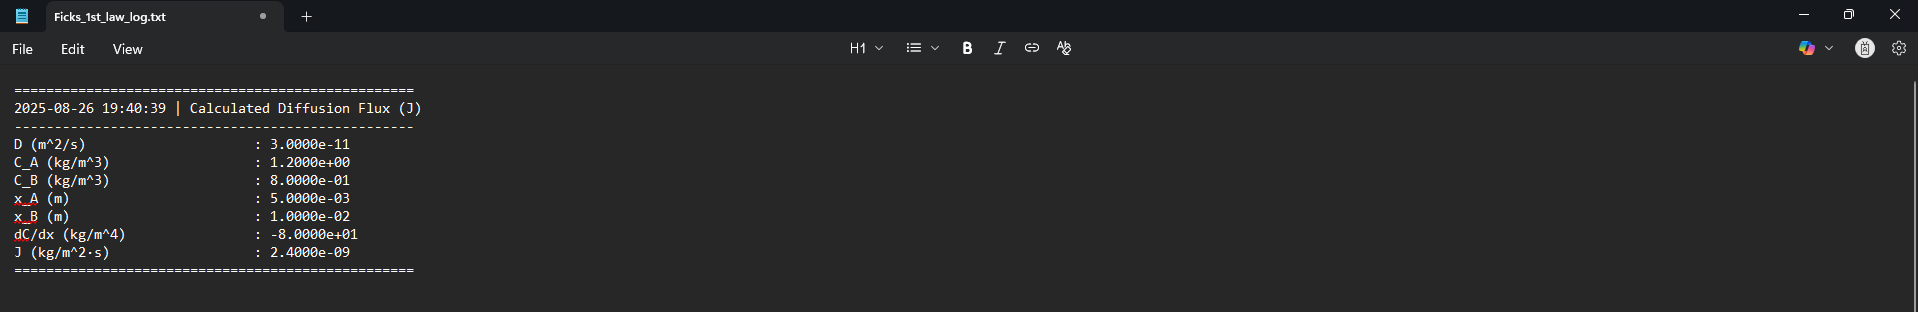 Ficks_1st_law_log.txt
File Edit View H1 B I
==================================================
2025-08-26 19:40:39 | Calculated Diffusion Flux (J)
--------------------------------------------------
D (m^2/s) : 3.0000e-11
C_A (kg/m^3) : 1.2000e+00
C_B (kg/m^3) : 8.0000e-01
x_A (m) : 5.0000e-03
x_B (m) : 1.0000e-02
dC/dx (kg/m^4) : -8.0000e+01
J (kg/m^2·s) : 2.4000e-09
==================================================